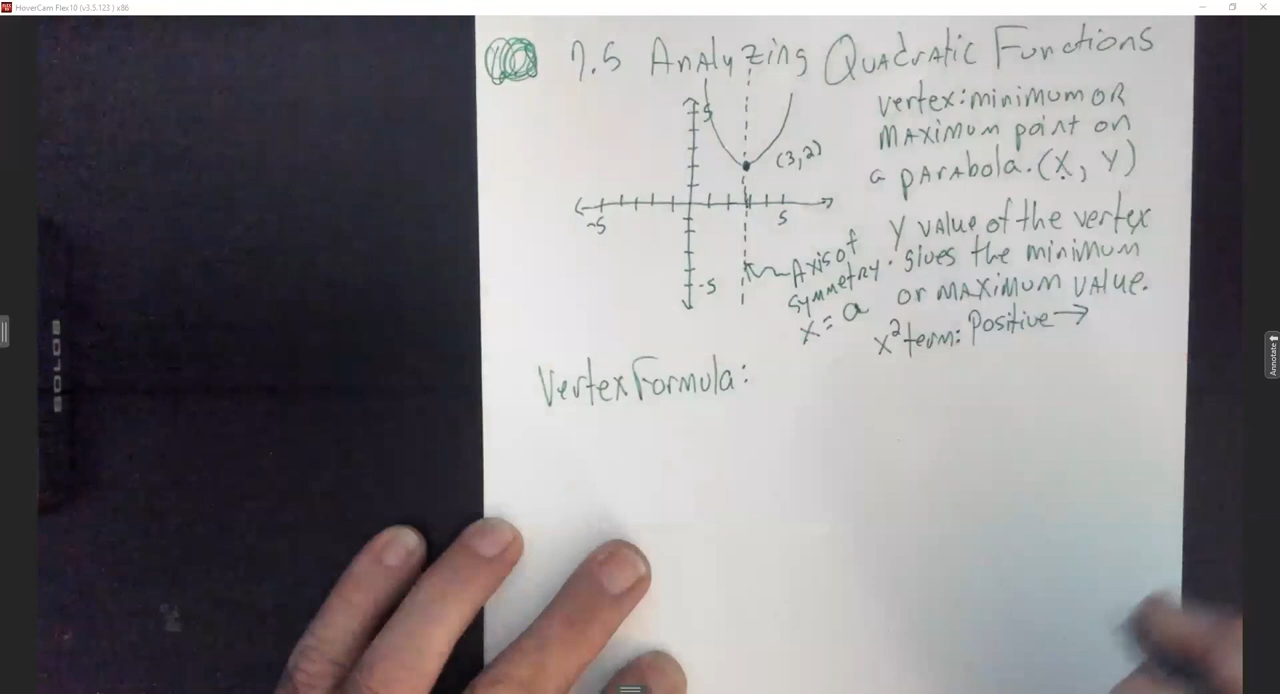 HoverCam Flex10 (v3.5.123) x86
7.5 Analyzing Quadratic Functions
vertex: minimum OR
maximum point on
a parabola. (X, Y)
5
(3,2)
-5
5
-5
Axis of
symmetry.
x = a
Y value of the vertex
gives the minimum
or maximum value.
x² term: Positive →
Vertex Formula:
SOLO8
Annotate